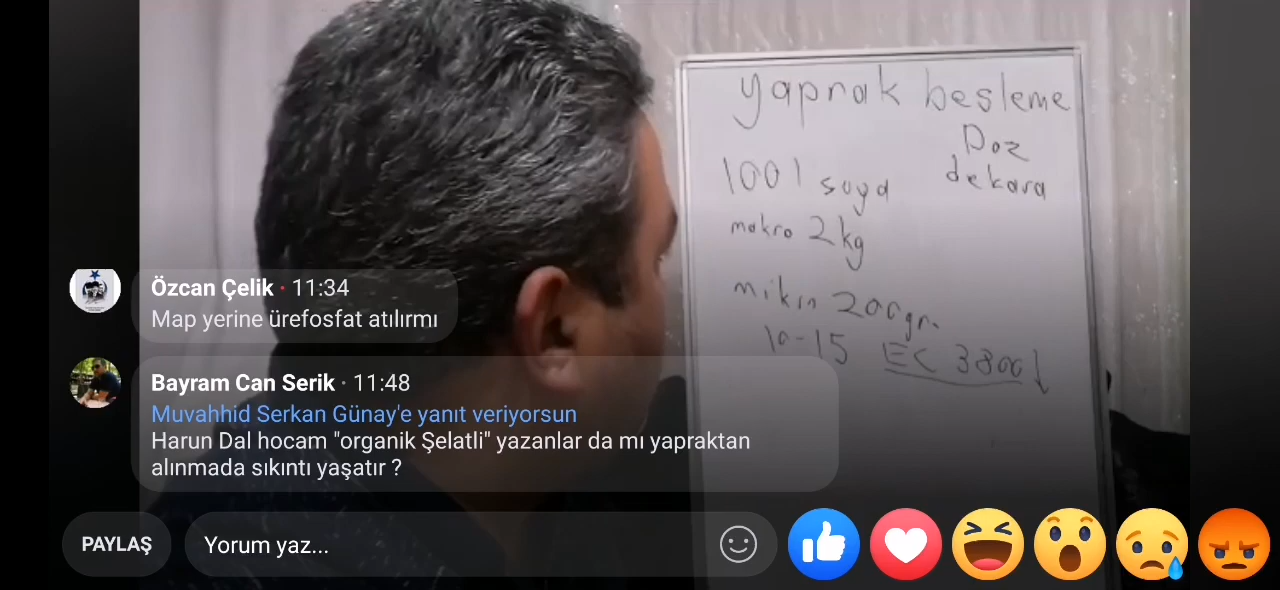 yaprak besleme
Doz
dekara
100 l suya
makro 2 kg
mikro 200 gr.
10-15 EC 3800 ↓
Özcan Çelik · 11:34
Map yerine ürefosfat atılırmı
Bayram Can Serik · 11:48
Muvahhid Serkan Günay'e yanıt veriyorsun
Harun Dal hocam "organik Şelatli" yazanlar da mı yapraktan
alınmada sıkıntı yaşatır ?
PAYLAŞ
Yorum yaz...